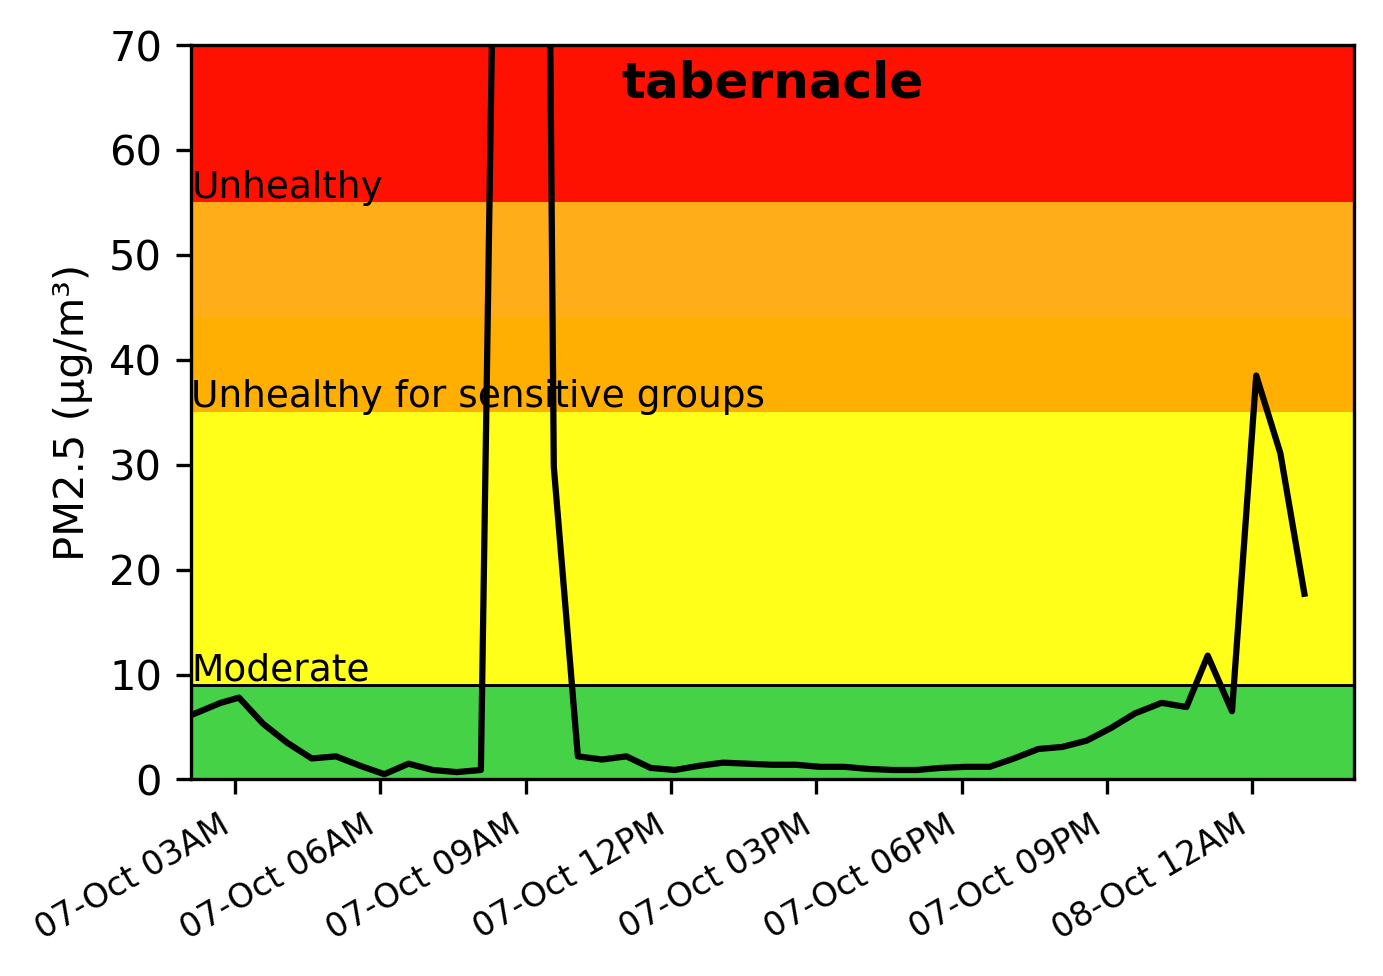 tabernacle
70
60
50
40
30
20
10
0
PM2.5 (µg/m³)
Unhealthy
Unhealthy for sensitive groups
Moderate
07-Oct 03AM
07-Oct 06AM
07-Oct 09AM
07-Oct 12PM
07-Oct 03PM
07-Oct 06PM
07-Oct 09PM
08-Oct 12AM